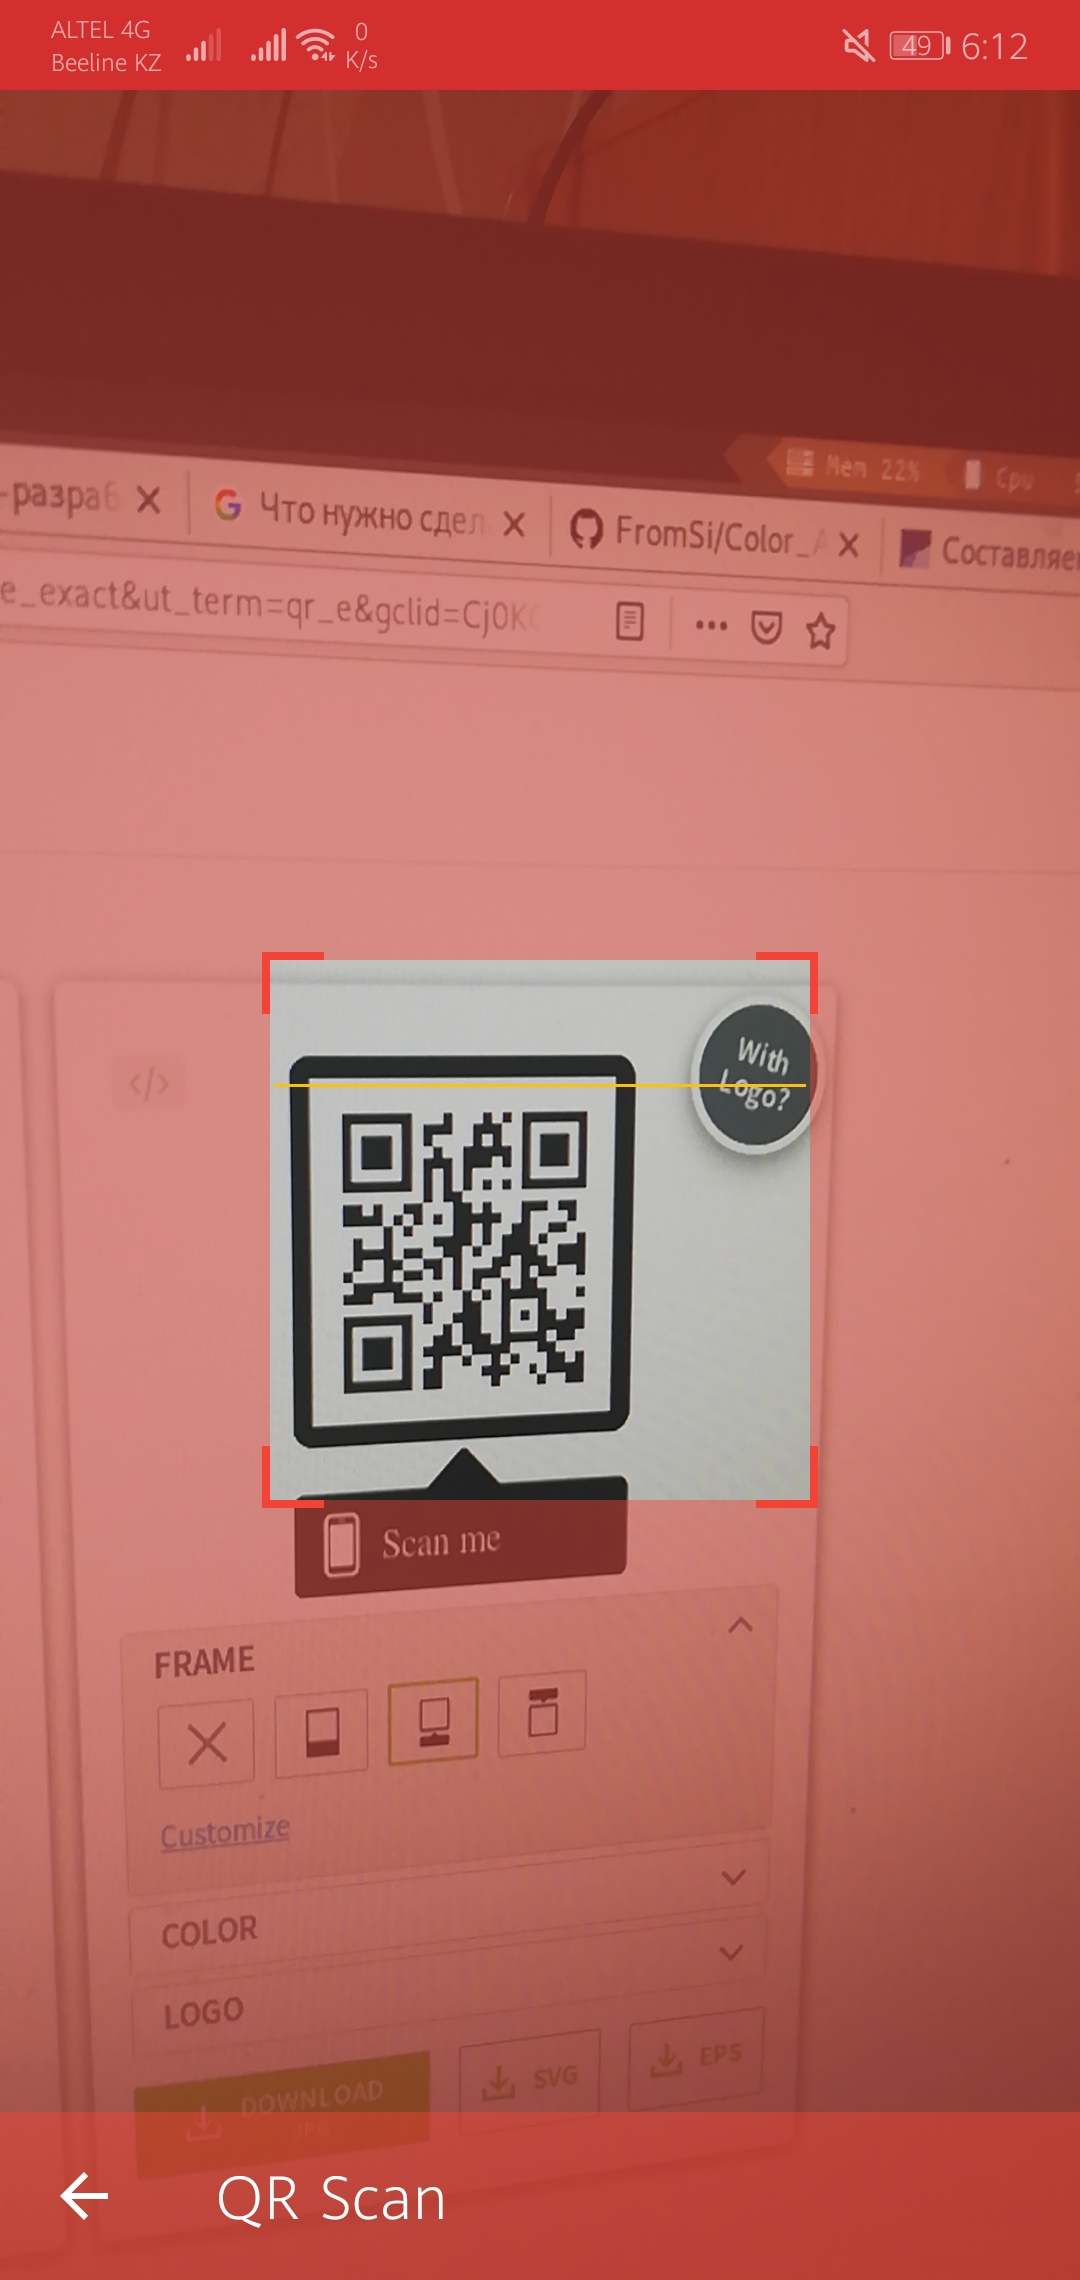 ALTEL 4G
Beeline KZ
0
K/s
49
6:12
Mem 22%
Cpu
-разраб
Что нужно сдел
FromSi/Color_A
Составляе
e_exact&ut_term=qr_e&gclid=Cj0K
</>
With
Logo?
Scan me
FRAME
Customize
COLOR
LOGO
DOWNLOAD
JPG
SVG
EPS
QR Scan